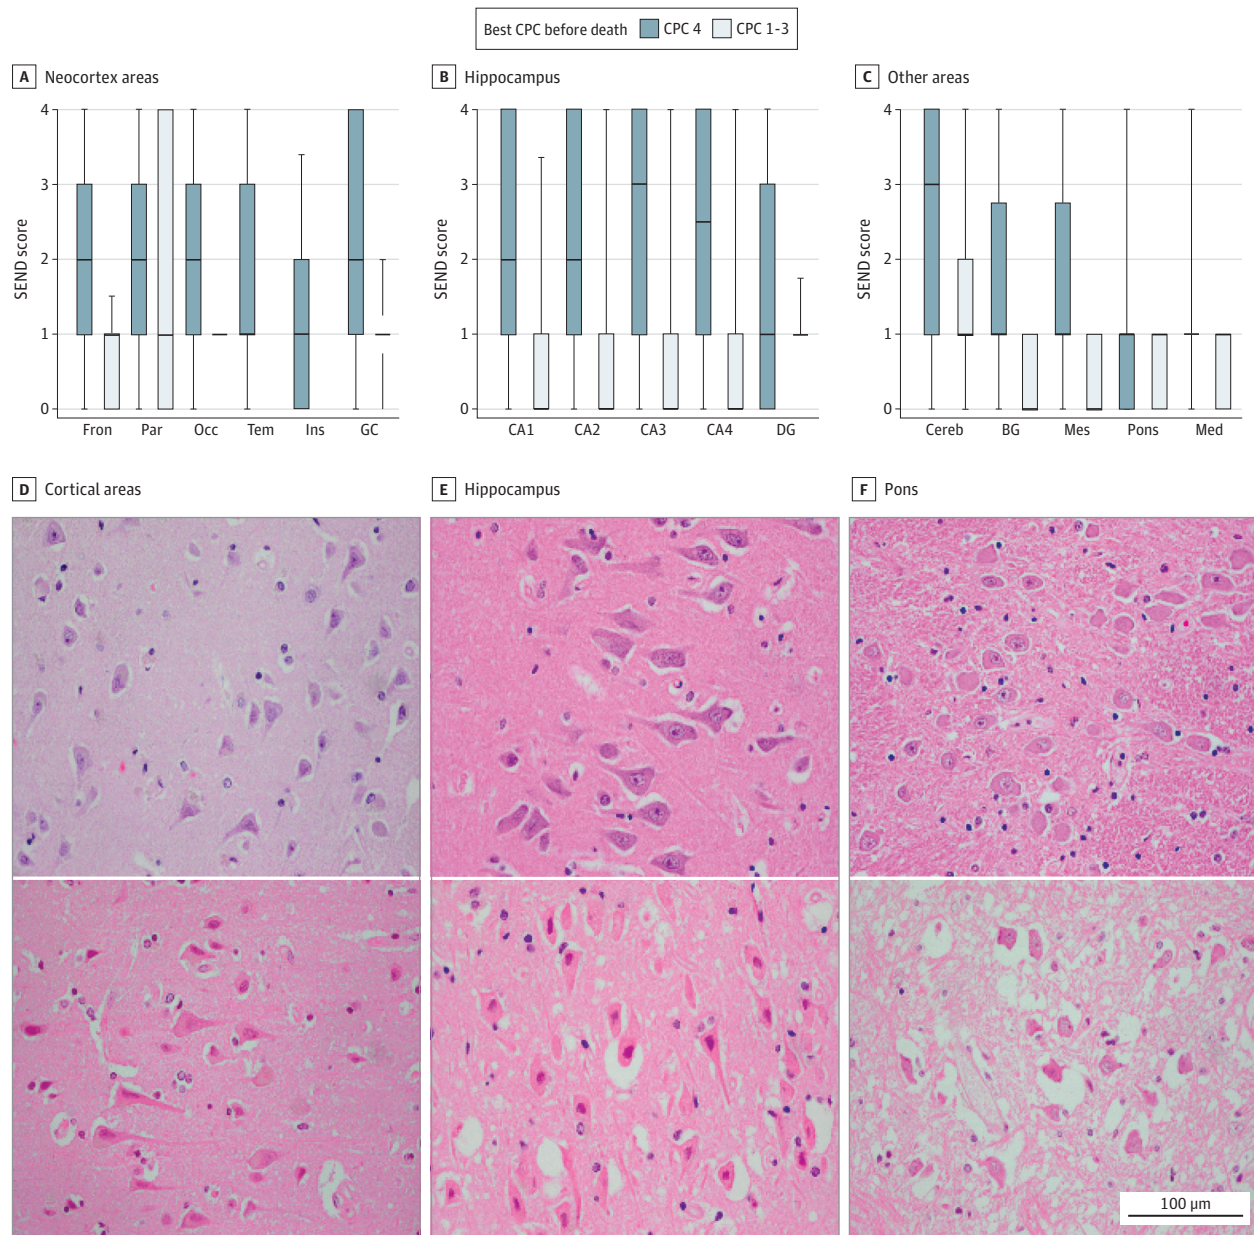 Best CPC before death CPC 4 CPC 1-3
A Neocortex areas
SEND score
4
3
2
1
0
Fron Par Occ Tem Ins GC
B Hippocampus
SEND score
4
3
2
1
0
CA1 CA2 CA3 CA4 DG
C Other areas
SEND score
4
3
2
1
0
Cereb BG Mes Pons Med
D Cortical areas
E Hippocampus
F Pons
100 µm